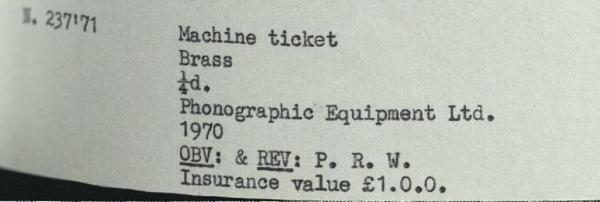 N. 237'71
Machine ticket
Brass
¼d.
Phonographic Equipment Ltd.
1970
OBV: & REV: P. R. W.
Insurance value £1.0.0.